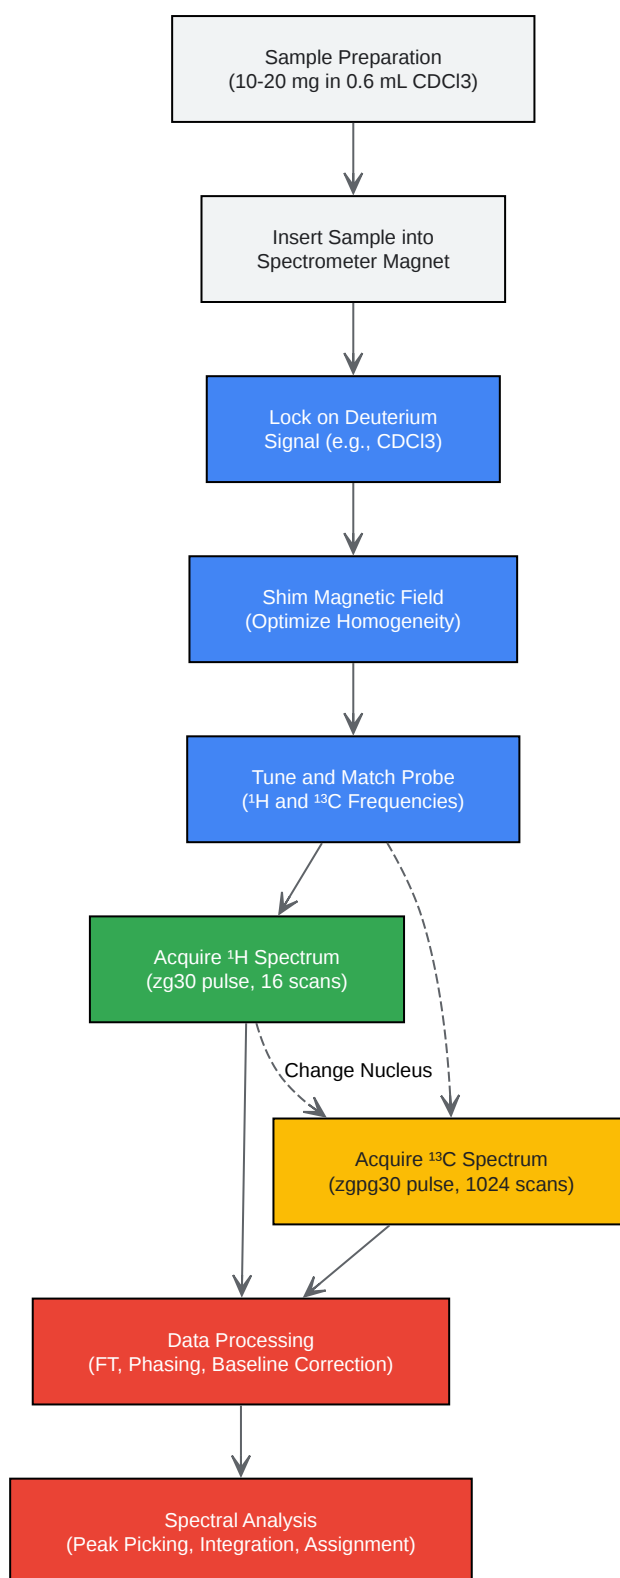 Sample Preparation
(10-20 mg in 0.6 mL CDCl3)
Insert Sample into
Spectrometer Magnet
Lock on Deuterium
Signal (e.g., CDCl3)
Shim Magnetic Field
(Optimize Homogeneity)
Tune and Match Probe
(¹H and ¹³C Frequencies)
Acquire ¹H Spectrum
(zg30 pulse, 16 scans)
Change Nucleus
Acquire ¹³C Spectrum
(zgpg30 pulse, 1024 scans)
Data Processing
(FT, Phasing, Baseline Correction)
Spectral Analysis
(Peak Picking, Integration, Assignment)